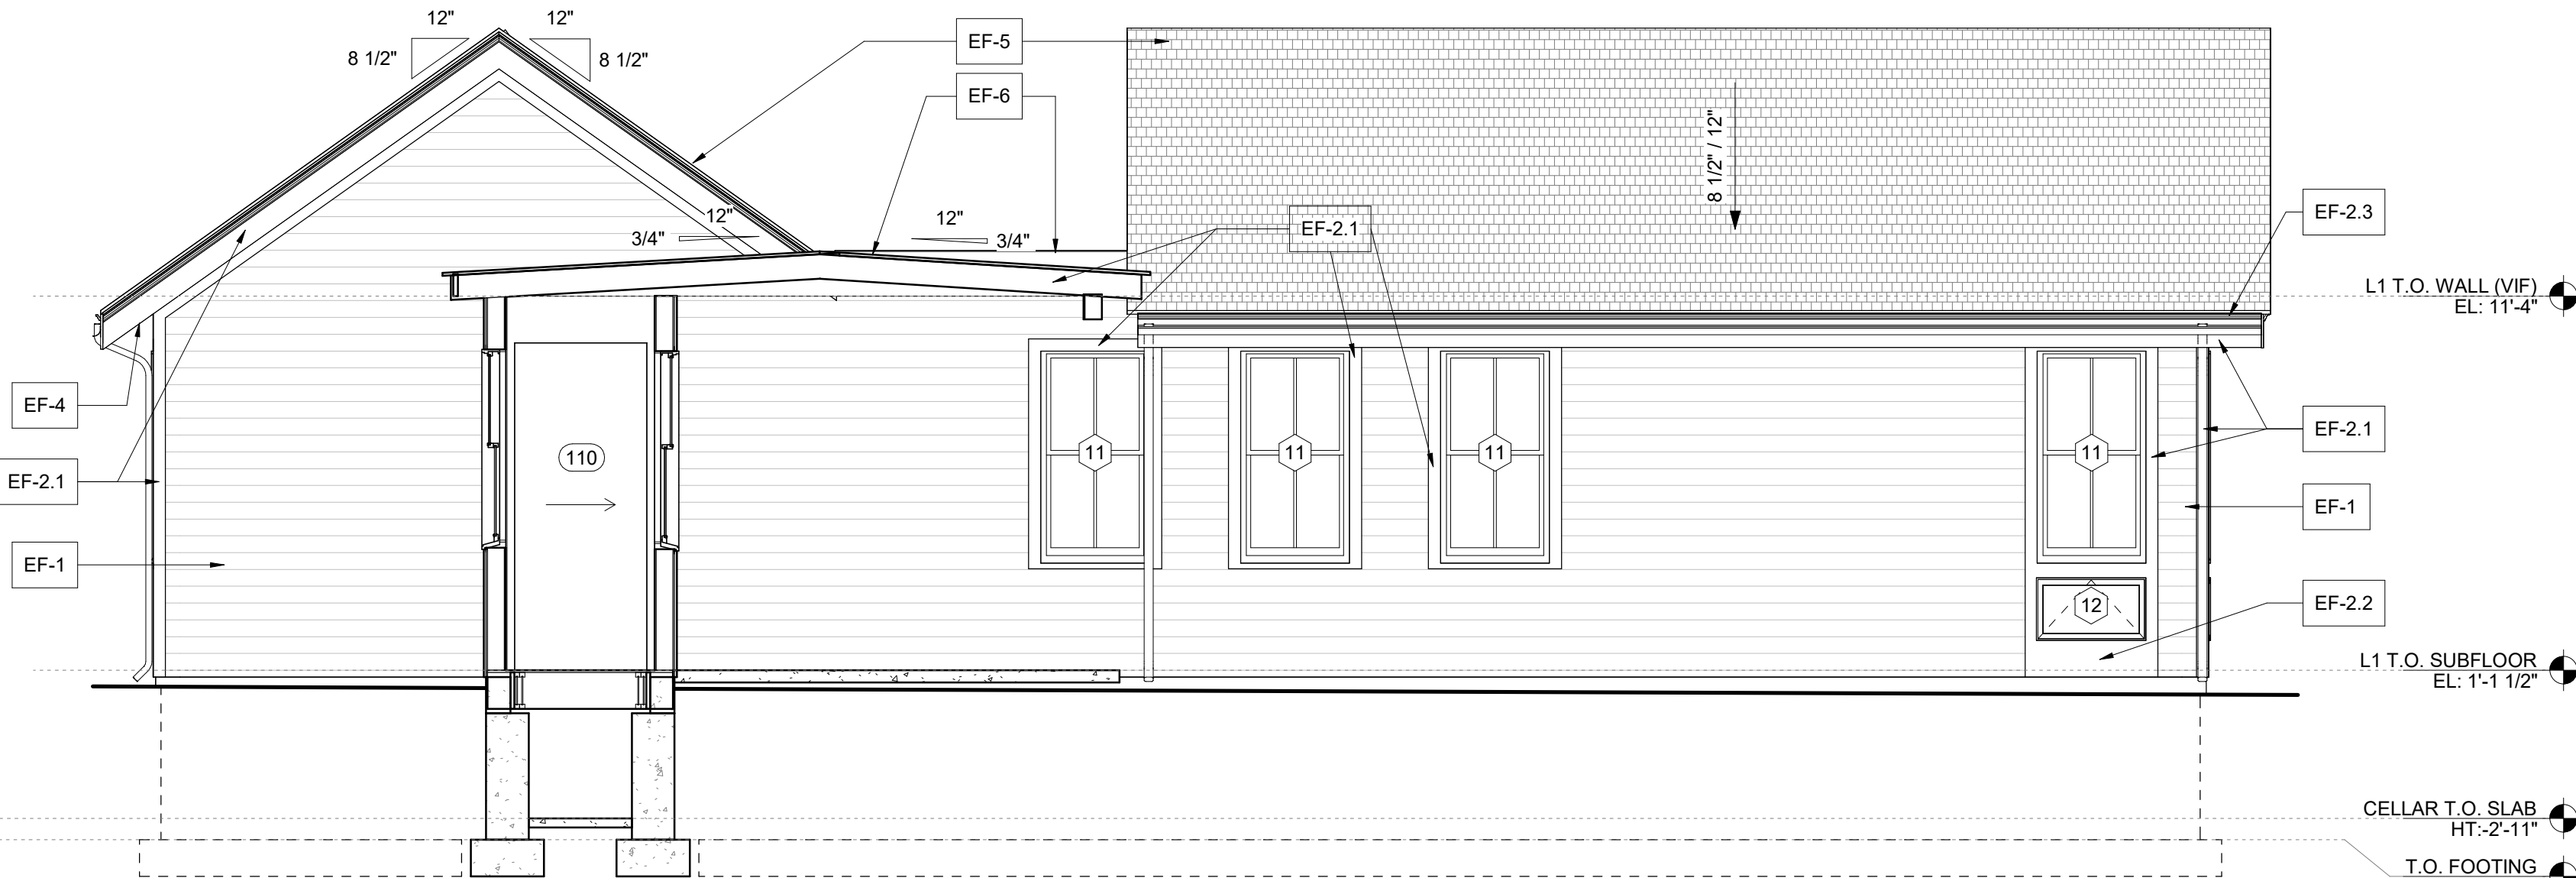 12" 12"
8 1/2" 8 1/2"
EF-5
EF-6
8 1/2" / 12"
12" 12"
3/4" 3/4"
EF-2.1
EF-2.3
L1 T.O. WALL (VIF)
EL: 11'-4"
EF-4
EF-2.1
110
11 11 11 11
EF-2.1
EF-1
EF-1
12
EF-2.2
L1 T.O. SUBFLOOR
EL: 1'-1 1/2"
CELLAR T.O. SLAB
HT:-2'-11"
T.O. FOOTING